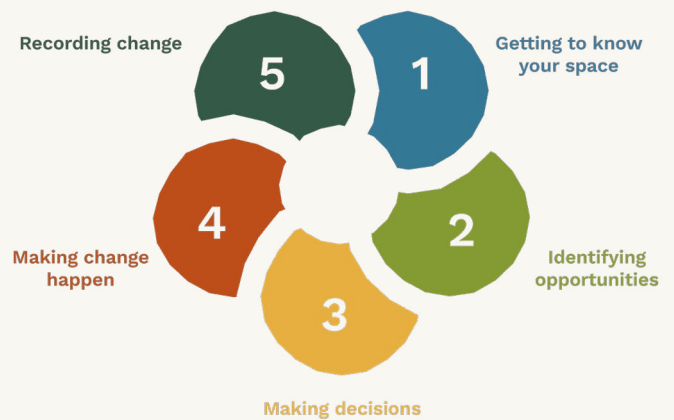 Recording change
5
1
Getting to know
your space
2
Identifying
opportunities
3
Making decisions
4
Making change
happen